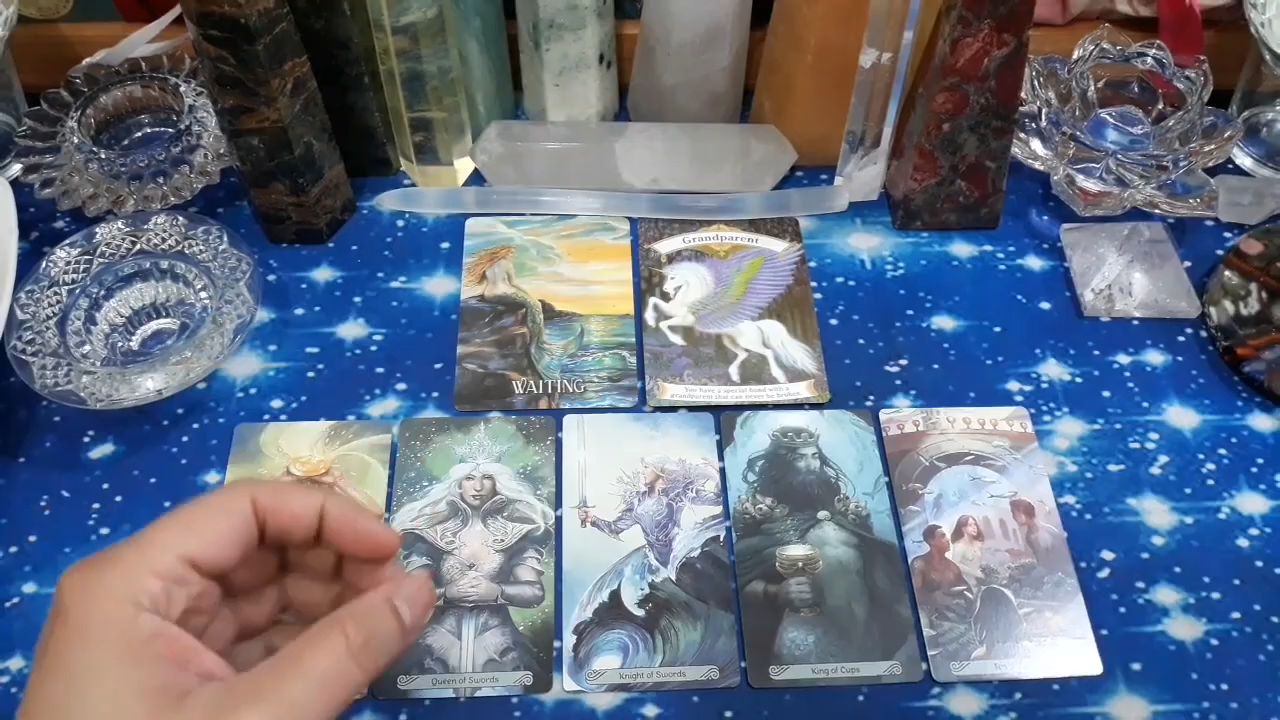 Grandparent
WAITING
You have a special bond with a
grandparent that can never be broken.
Queen of Swords
Knight of Swords
King of Cups